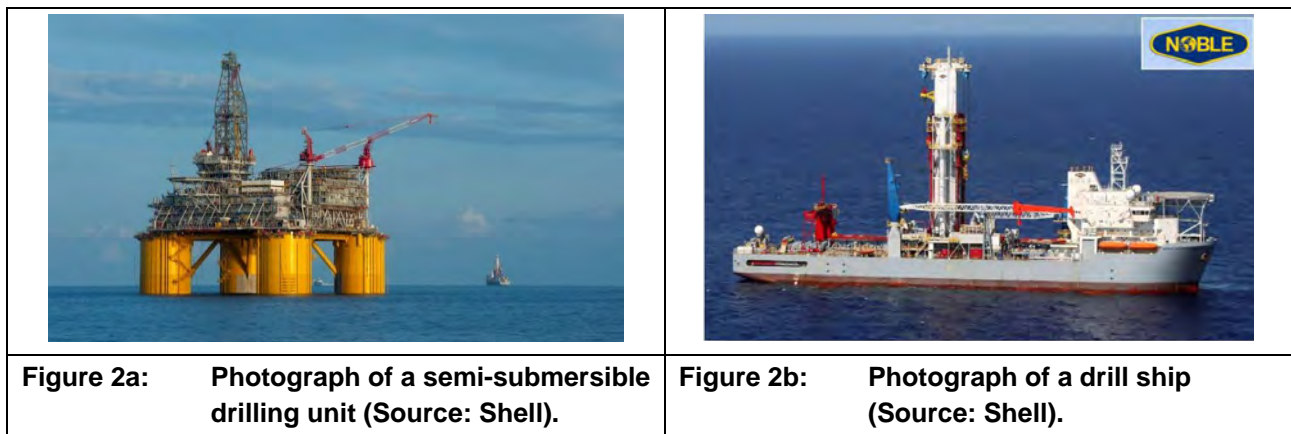 NOBLE
Figure 2a: Photograph of a semi-submersible
drilling unit (Source: Shell).
Figure 2b: Photograph of a drill ship
(Source: Shell).